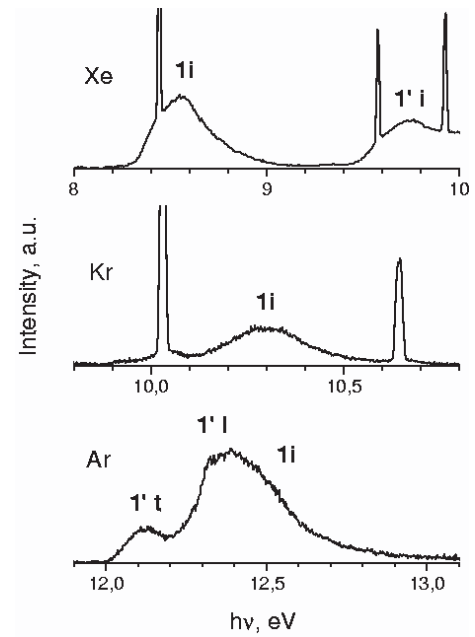 Xe
1i
1' i
8
9
10
Kr
1i
10,0
10,5
Intensity, a.u.
Ar
1' t
1' l
1i
12,0
12,5
13,0
hν, eV